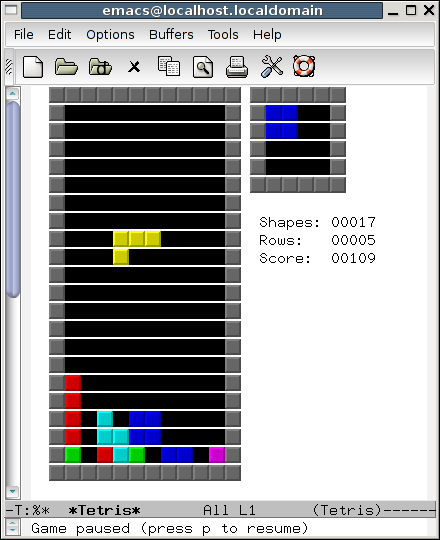 emacs@localhost.localdomain
File Edit Options Buffers Tools Help
Shapes: 00017
Rows: 00005
Score: 00109
-T:%* *Tetris* All L1 (Tetris)------
Game paused (press p to resume)